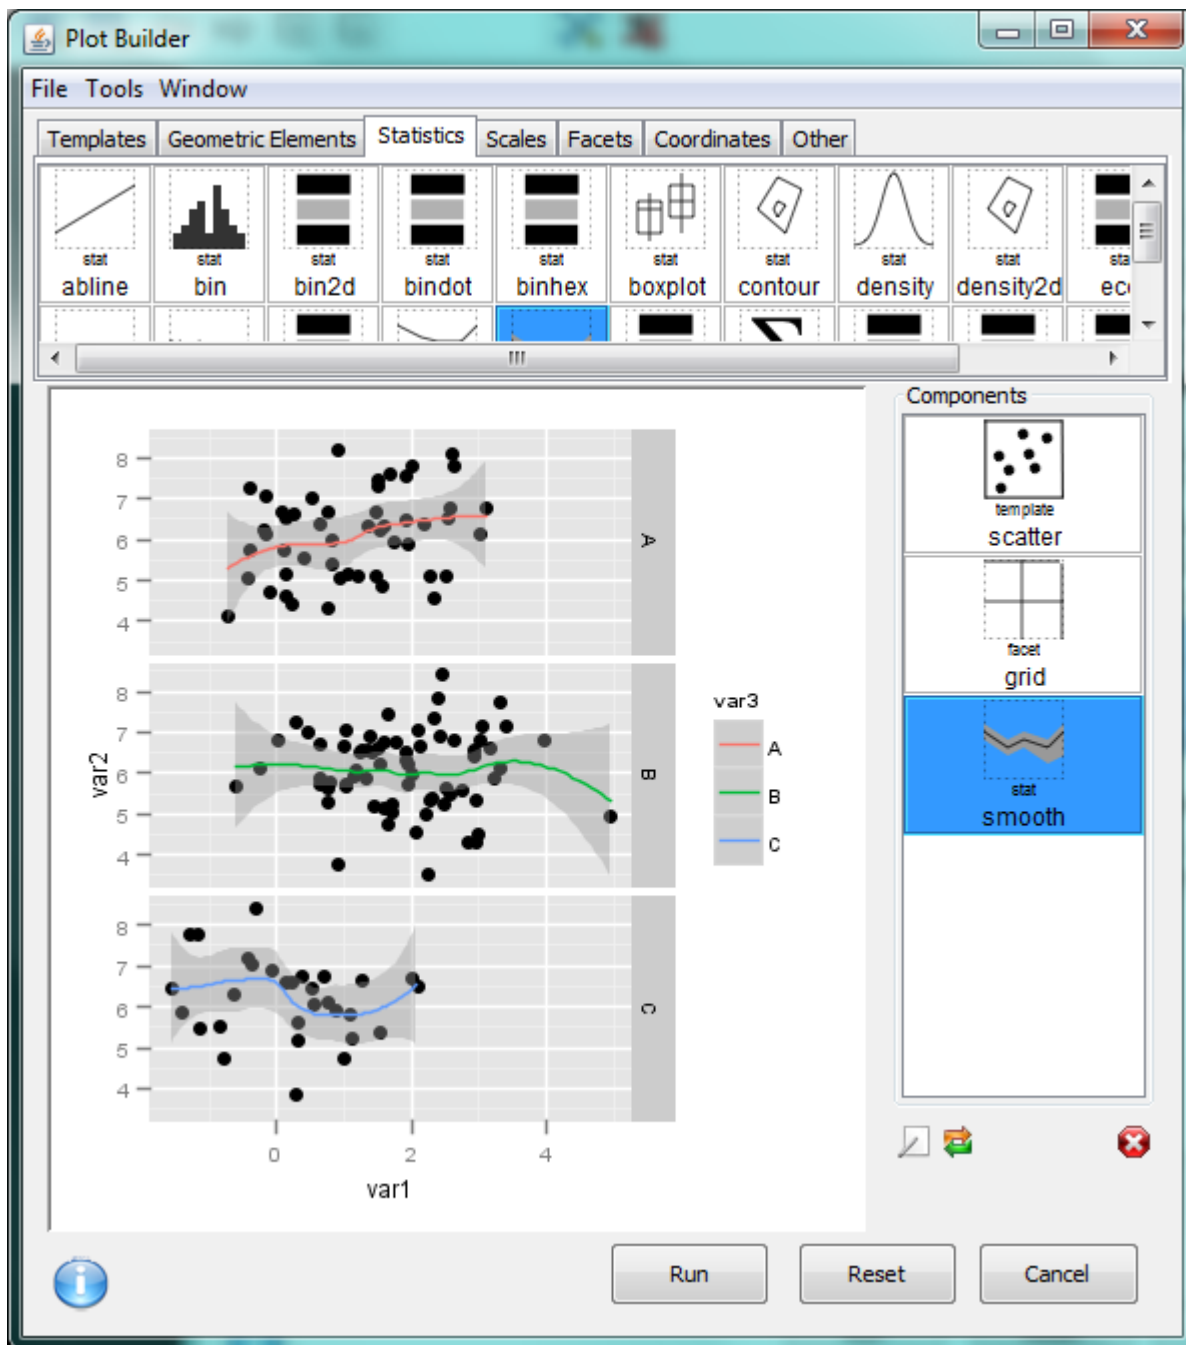 Plot Builder
File Tools Window
Templates Geometric Elements Statistics Scales Facets Coordinates Other
stat stat stat stat stat stat stat stat stat
abline bin bin2d bindot binhex boxplot contour density density2d
Components
template
scatter
facet
grid
stat
smooth
8
7
6
5
4
A
8
7
6
5
4
B
8
7
6
5
4
C
var2
0 2 4
var1
var3
A
B
C
Run Reset Cancel